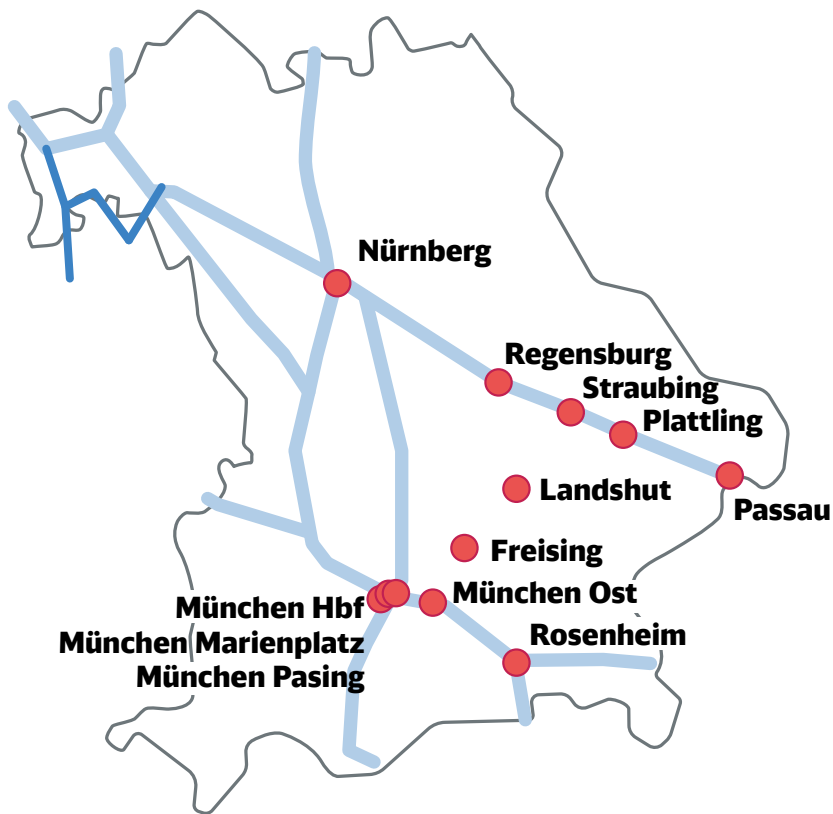 Nürnberg
Regensburg
Straubing
Plattling
Landshut
Passau
Freising
München Ost
München Hbf
Rosenheim
München Marienplatz
München Pasing